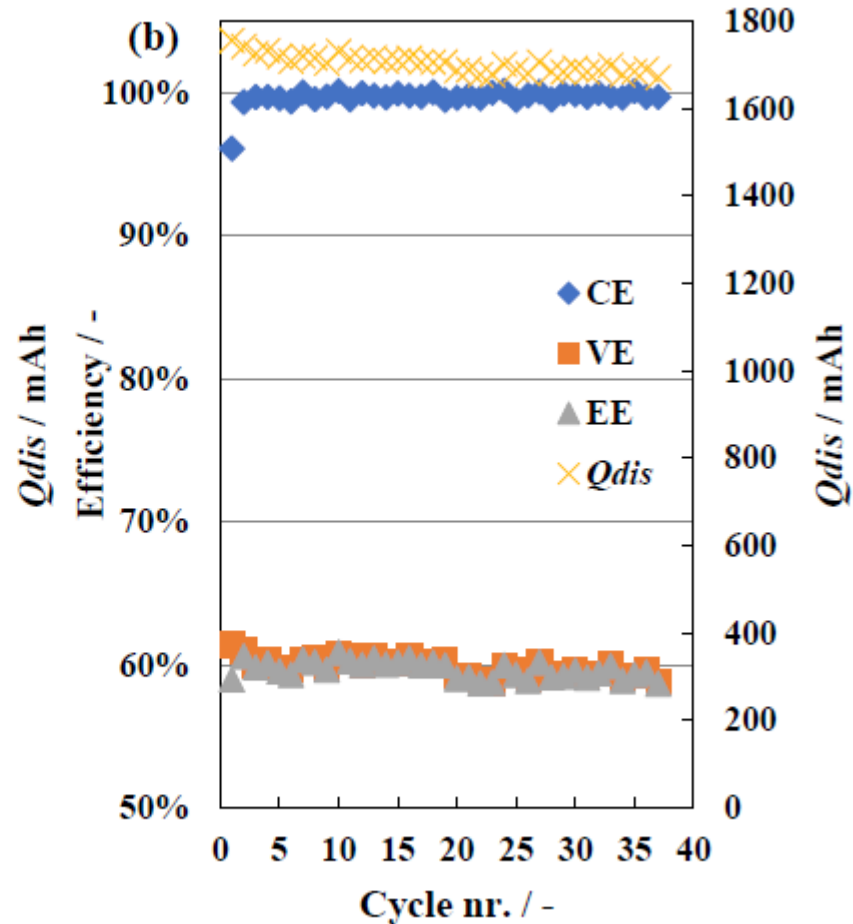 (b)
Qdis / mAh
Efficiency / -
100%
90%
80%
70%
60%
50%
CE
VE
EE
Qdis
1800
1600
1400
1200
1000
800
600
400
200
0
Qdis / mAh
0 5 10 15 20 25 30 35 40
Cycle nr. / -